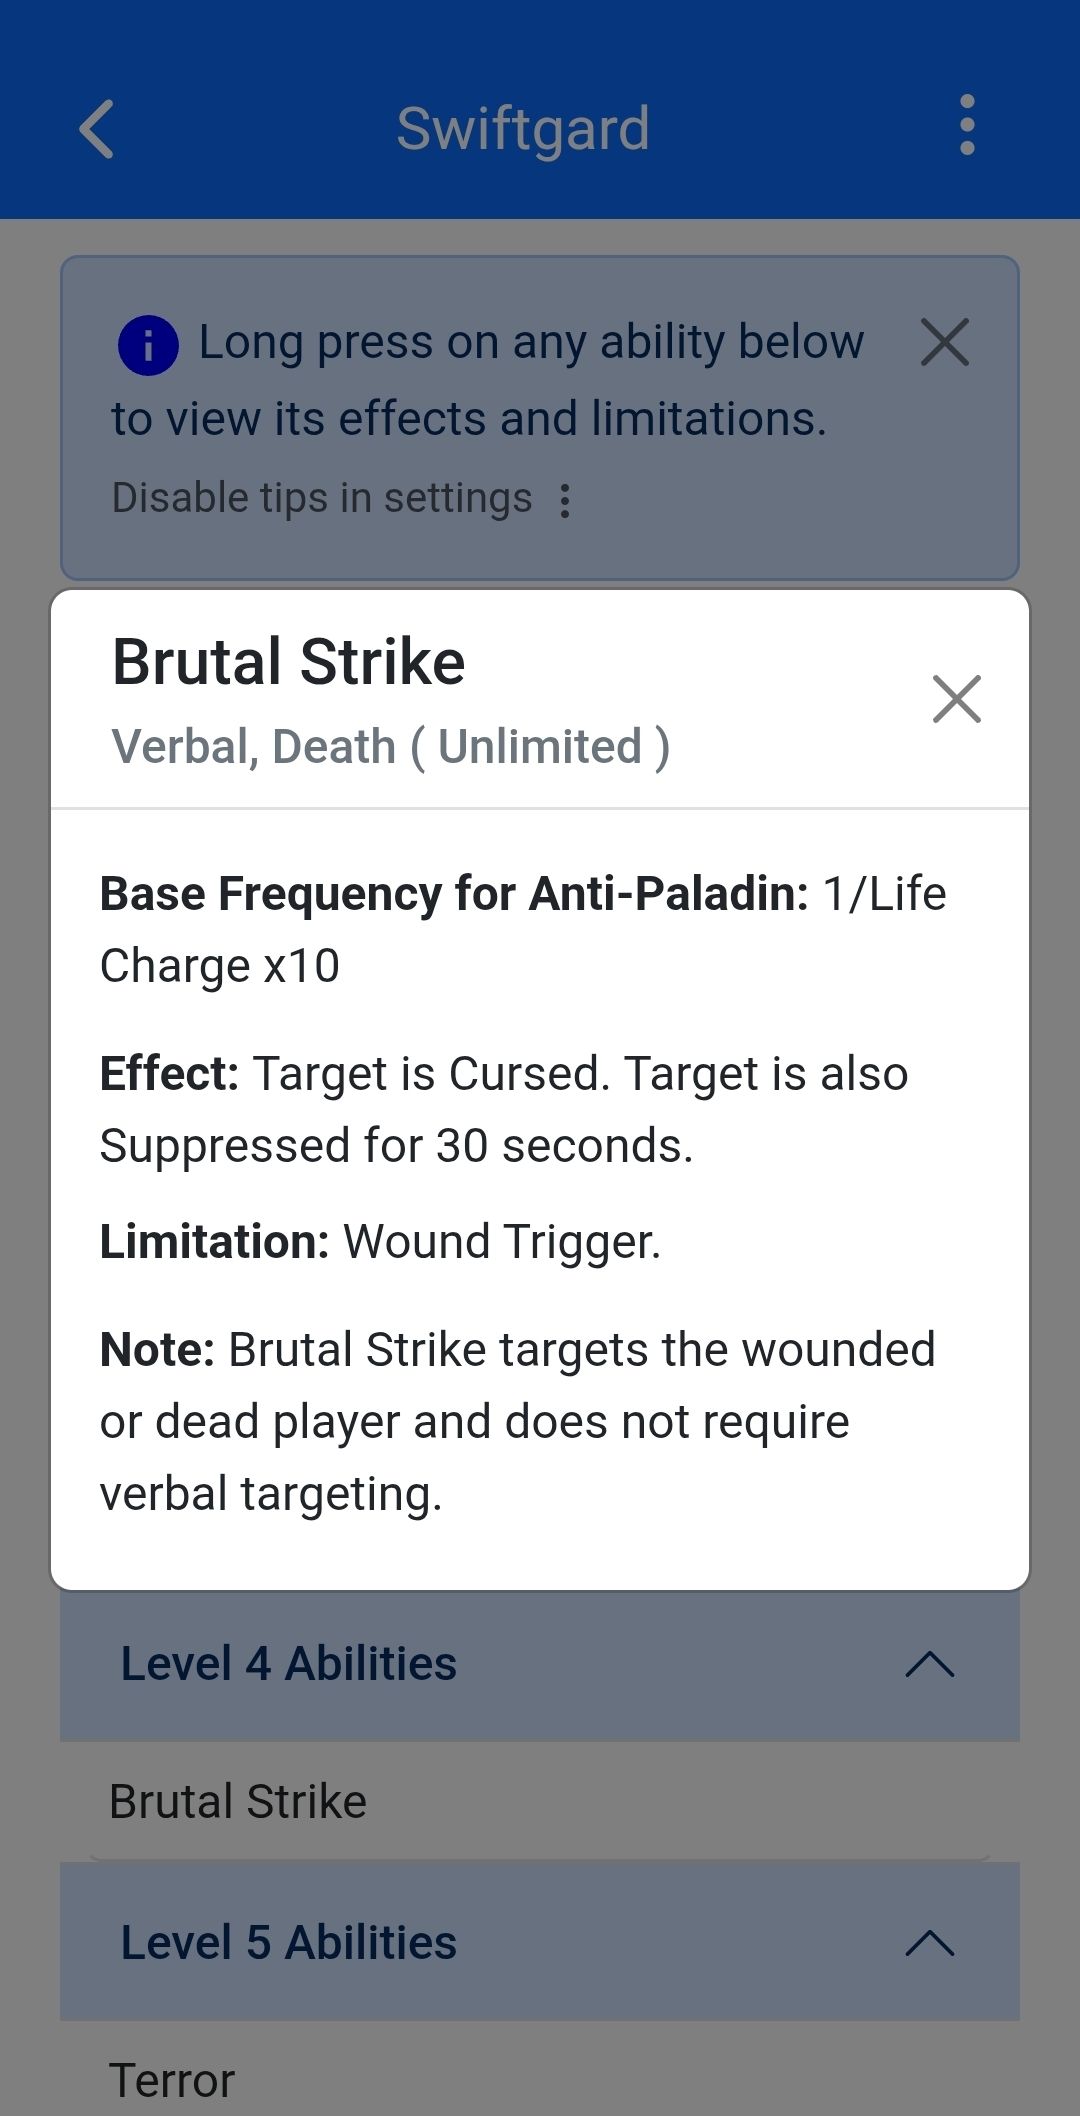 Swiftgard
Long press on any ability below
to view its effects and limitations.
Disable tips in settings
Brutal Strike
Verbal, Death ( Unlimited )
Base Frequency for Anti-Paladin: 1/Life
Charge x10
Effect: Target is Cursed. Target is also
Suppressed for 30 seconds.
Limitation: Wound Trigger.
Note: Brutal Strike targets the wounded
or dead player and does not require
verbal targeting.
Level 4 Abilities
Brutal Strike
Level 5 Abilities
Terror